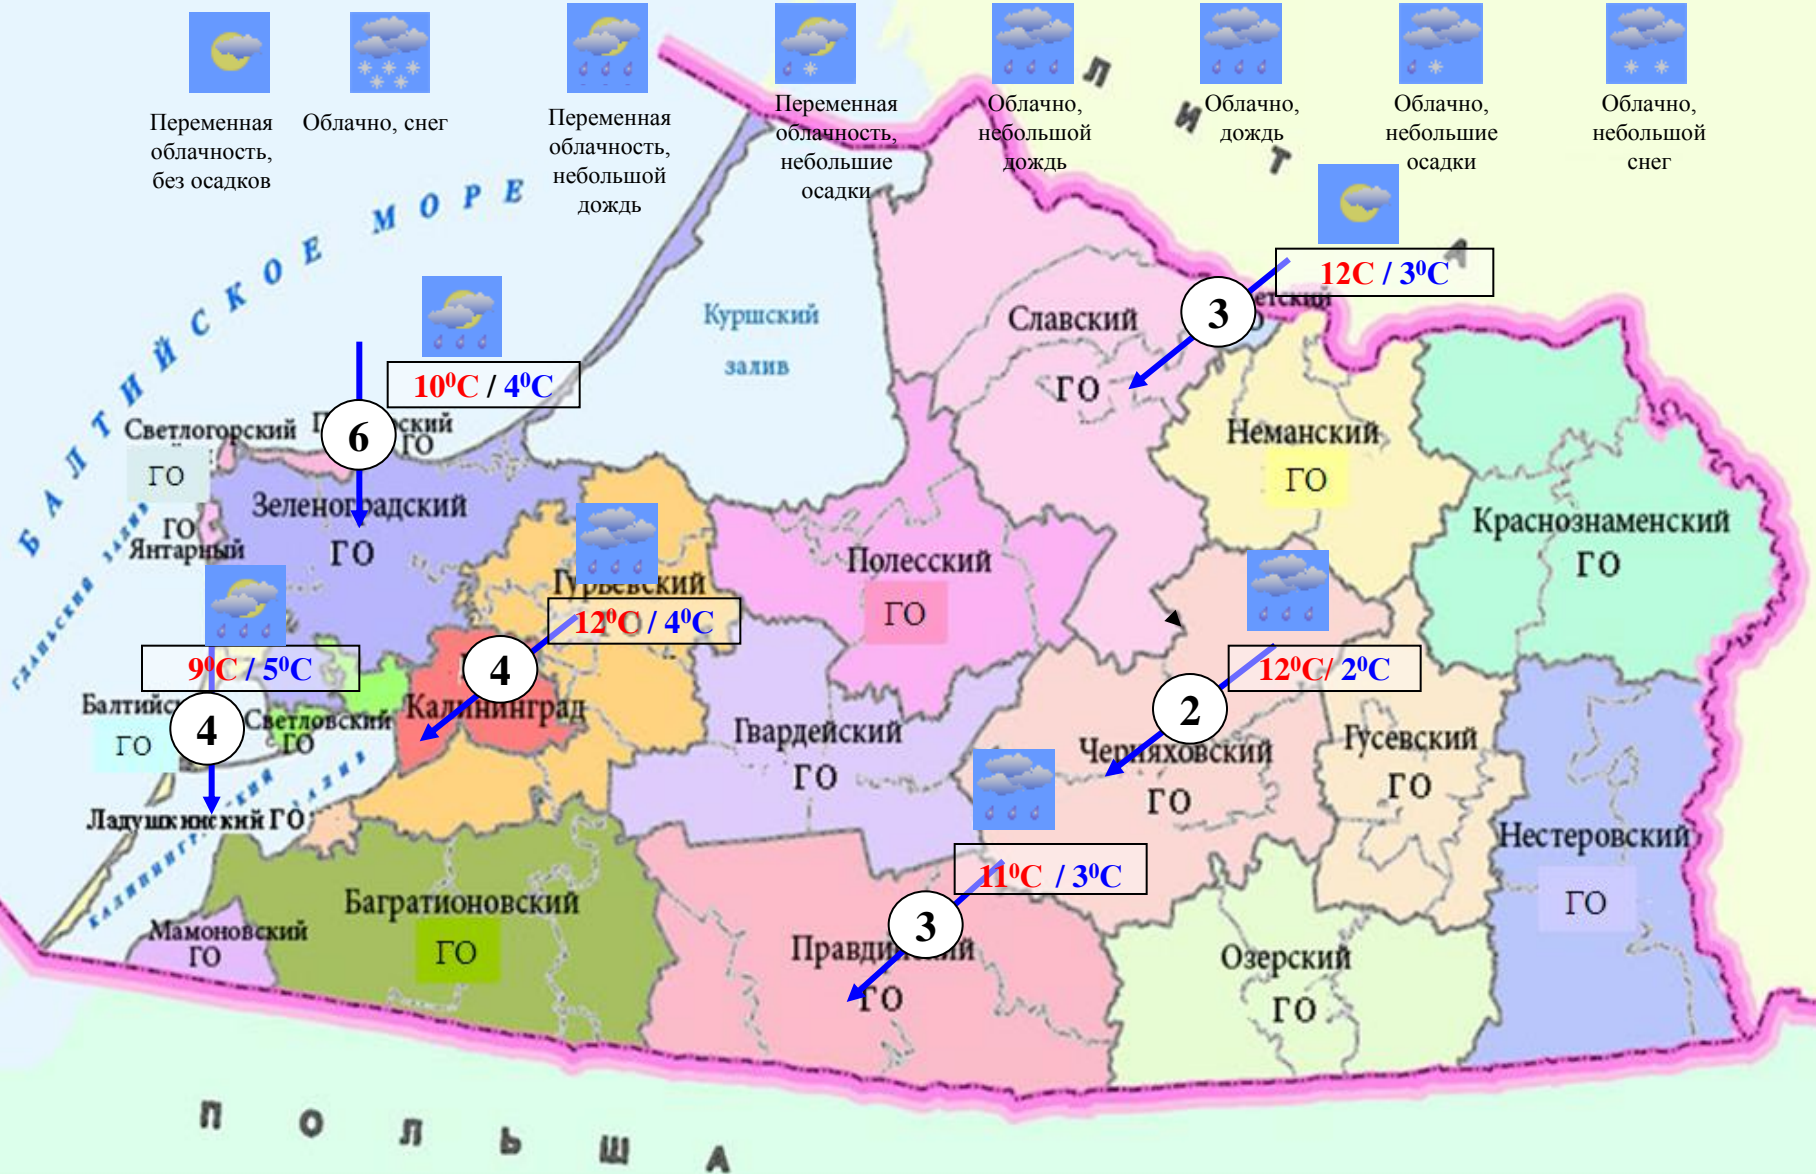 Переменная
облачность,
без осадков
Облачно, снег
Переменная
облачность,
небольшой
дождь
Переменная
облачность,
небольшие
осадки
Облачно,
небольшой
дождь
Облачно,
дождь
Облачно,
небольшие
осадки
Облачно,
небольшой
снег
ЛИТ
А
БАЛТИЙСКОЕ МОРЕ
12С / 3⁰С
3
Славский
ГО
Куршский
залив
10⁰С / 4⁰С
6
Светлогорский
ГО
ГО
Зеленоградский
ГО
ГО
Янтарный
Неманский
ГО
Краснознаменский
ГО
Гурьевский
12⁰С / 4⁰С
4
Калининград
Полесский
ГО
9⁰С / 5⁰С
4
ГО
Светловский
ГО
Ладушкинский ГО
12⁰С/ 2⁰С
2
Черняховский
ГО
Гусевский
ГО
Гвардейский
ГО
Нестеровский
ГО
11⁰С / 3⁰С
3
ГО
Багратионовский
ГО
Мамоновский
ГО
Озерский
ГО
ПОЛЬША